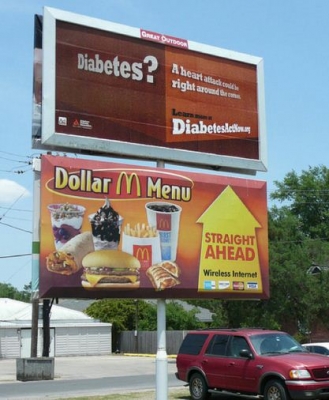 GREAT OUTDOOR
Diabetes?
A heart attack could be
right around the corner.
Learn more at
DiabetesActNow.org
Dollar M Menu
STRAIGHT
AHEAD
Wireless Internet